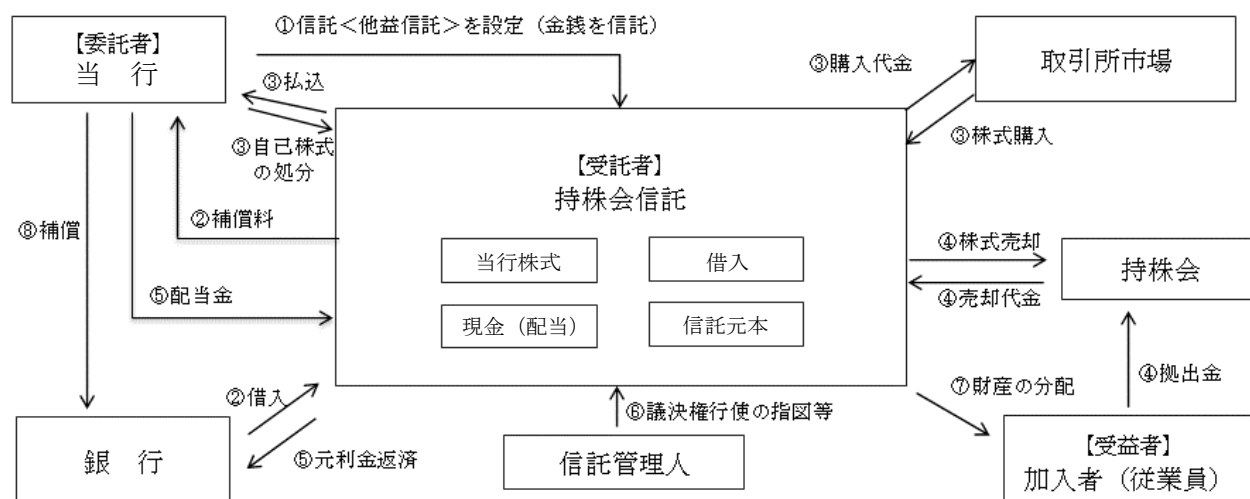 ①信託＜他益信託＞を設定（金銭を信託）
【委託者】
当　行
③払込
③自己株式
の処分
③購入代金
取引所市場
③株式購入
【受託者】
持株会信託
②補償料
⑧補償
当行株式
借入
④株式売却
持株会
④売却代金
⑤配当金
現金（配当）
信託元本
④拠出金
②借入
⑦財産の分配
⑥議決権行使の指図等
銀　行
⑤元利金返済
信託管理人
【受益者】
加入者（従業員）